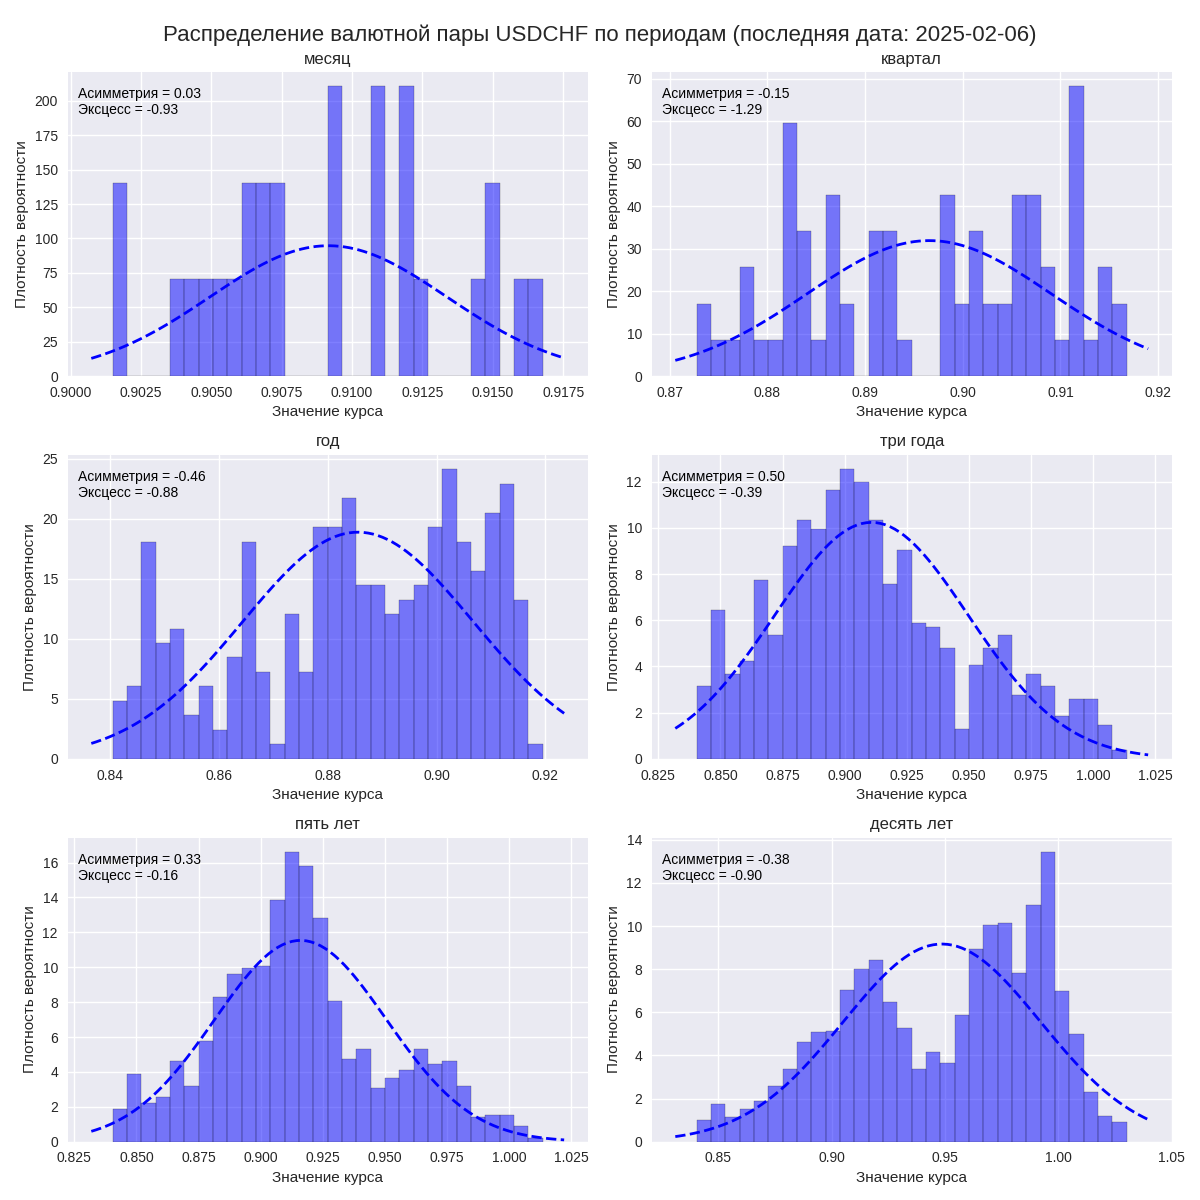 Распределение валютной пары USDCHF по периодам (последняя дата: 2025-02-06)
месяц
Асимметрия = 0.03
Эксцесс = -0.93
Плотность вероятности
200
175
150
125
100
75
50
25
0
0.9000 0.9025 0.9050 0.9075 0.9100 0.9125 0.9150 0.9175
Значение курса
квартал
Асимметрия = -0.15
Эксцесс = -1.29
Плотность вероятности
70
60
50
40
30
20
10
0
0.87 0.88 0.89 0.90 0.91 0.92
Значение курса
год
Асимметрия = -0.46
Эксцесс = -0.88
Плотность вероятности
25
20
15
10
5
0
0.84 0.86 0.88 0.90 0.92
Значение курса
три года
Асимметрия = 0.50
Эксцесс = -0.39
Плотность вероятности
12
10
8
6
4
2
0
0.825 0.850 0.875 0.900 0.925 0.950 0.975 1.000 1.025
Значение курса
пять лет
Асимметрия = 0.33
Эксцесс = -0.16
Плотность вероятности
16
14
12
10
8
6
4
2
0
0.825 0.850 0.875 0.900 0.925 0.950 0.975 1.000 1.025
Значение курса
десять лет
Асимметрия = -0.38
Эксцесс = -0.90
Плотность вероятности
14
12
10
8
6
4
2
0
0.85 0.90 0.95 1.00 1.05
Значение курса